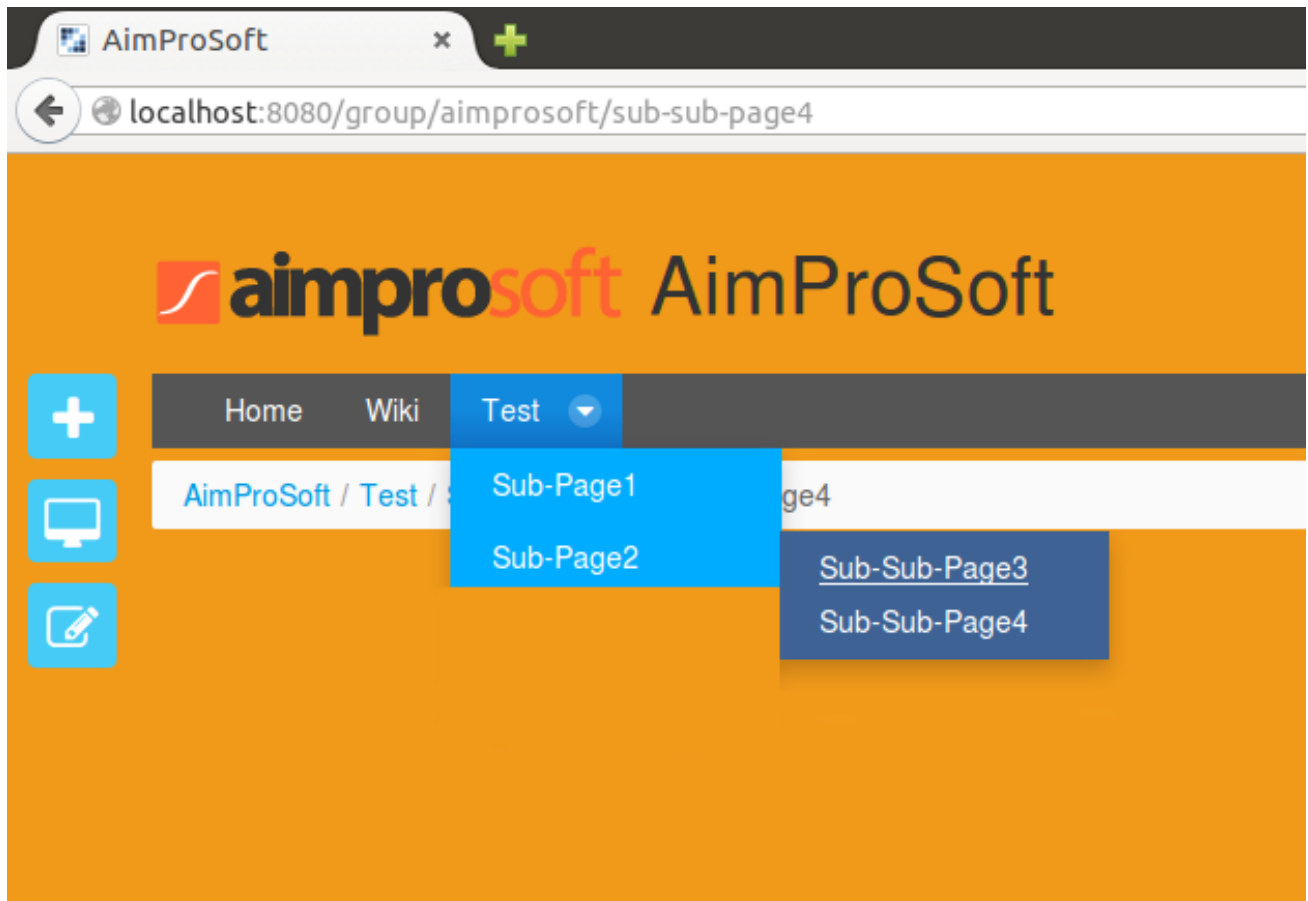 AimProSoft
localhost:8080/group/aimprosoft/sub-sub-page4
aimprosoft AimProSoft
Home Wiki Test
AimProSoft / Test / ge4
Sub-Page1
Sub-Page2
Sub-Sub-Page3
Sub-Sub-Page4